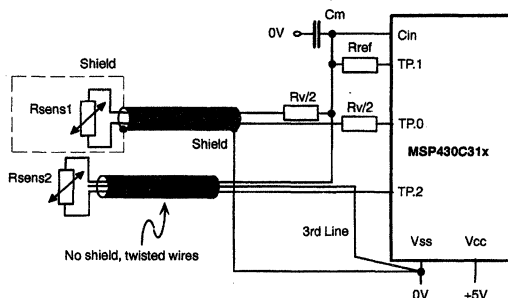 Cm
0V
Cin
Rref
TP.1
Shield
Rv/2
Rv/2
Rsens1
TP.0
MSP430C31x
Shield
Rsens2
TP.2
3rd Line
No shield, twisted wires
Vss
Vcc
0V
+5V